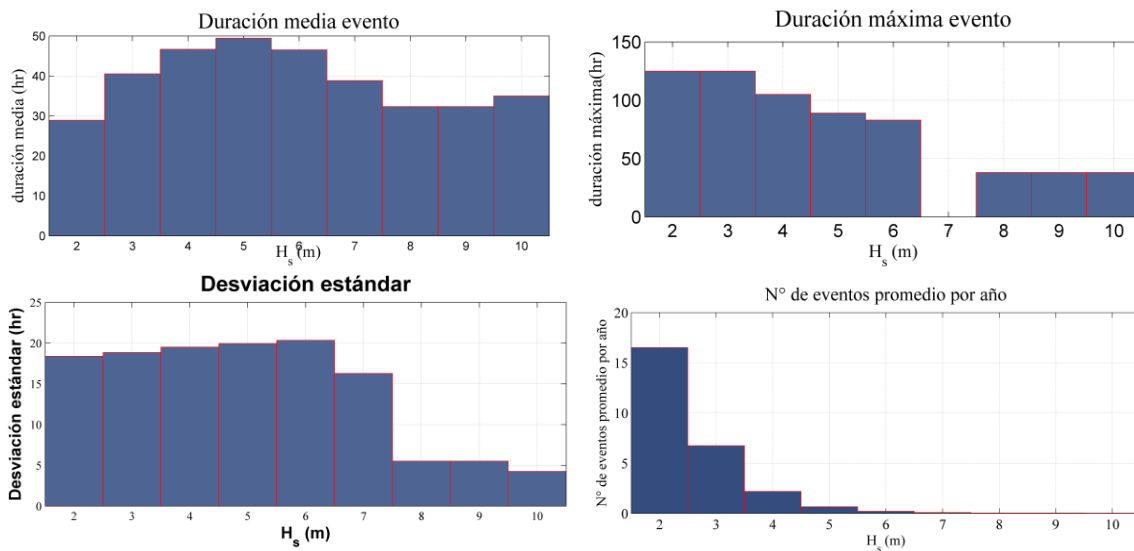 Duración media evento
duración media (hr)
50
40
30
20
10
0
2 3 4 5 6 7 8 9 10
H_s (m)
Duración máxima evento
duración máxima(hr)
150
100
50
0
2 3 4 5 6 7 8 9 10
H_s (m)
Desviación estándar
Desviación estándar (hr)
25
20
15
10
5
0
2 3 4 5 6 7 8 9 10
H_s (m)
N° de eventos promedio por año
N° de eventos promedio por año
20
15
10
5
0
2 3 4 5 6 7 8 9 10
H_s (m)